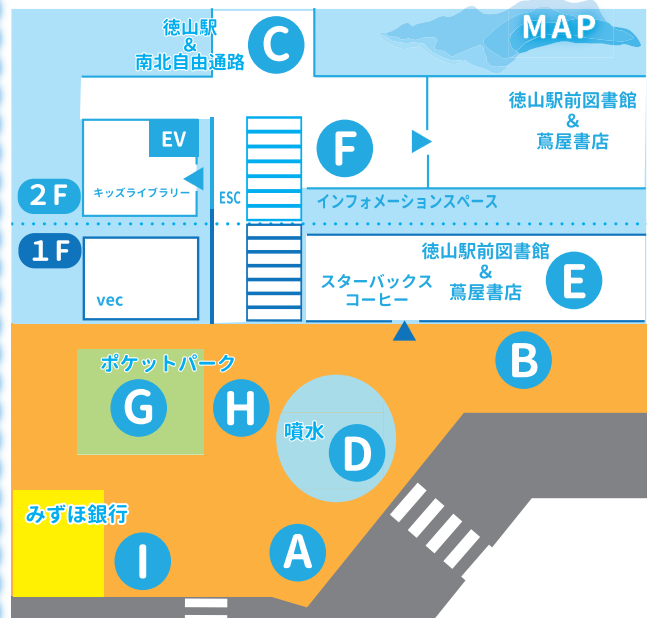 MAP
徳山駅
&
南北自由通路
C
徳山駅前図書館
&
蔦屋書店
F
EV
キッズライブラリー
ESC
2F
インフォメーションスペース
1F
vec
徳山駅前図書館
&
蔦屋書店
スターバックス
コーヒー
E
B
ポケットパーク
G
H
噴水
D
みずほ銀行
I
A